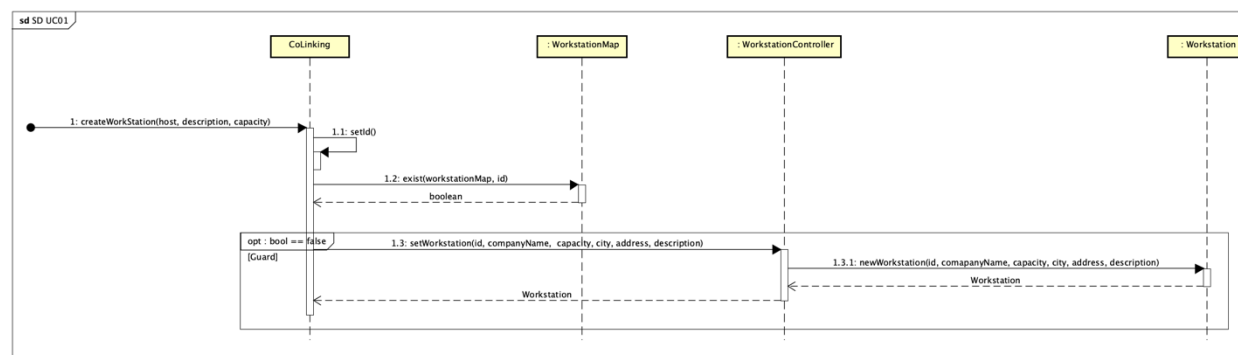 sd SD UC01
CoLinking
: WorkstationMap
: WorkstationController
: Workstation
1: createWorkStation(host, description, capacity)
1.1: setId()
1.2: exist(workstationMap, id)
boolean
opt : bool == false
[Guard]
1.3: setWorkstation(id, companyName, capacity, city, address, description)
1.3.1: newWorkstation(id, comapanyName, capacity, city, address, description)
Workstation
Workstation